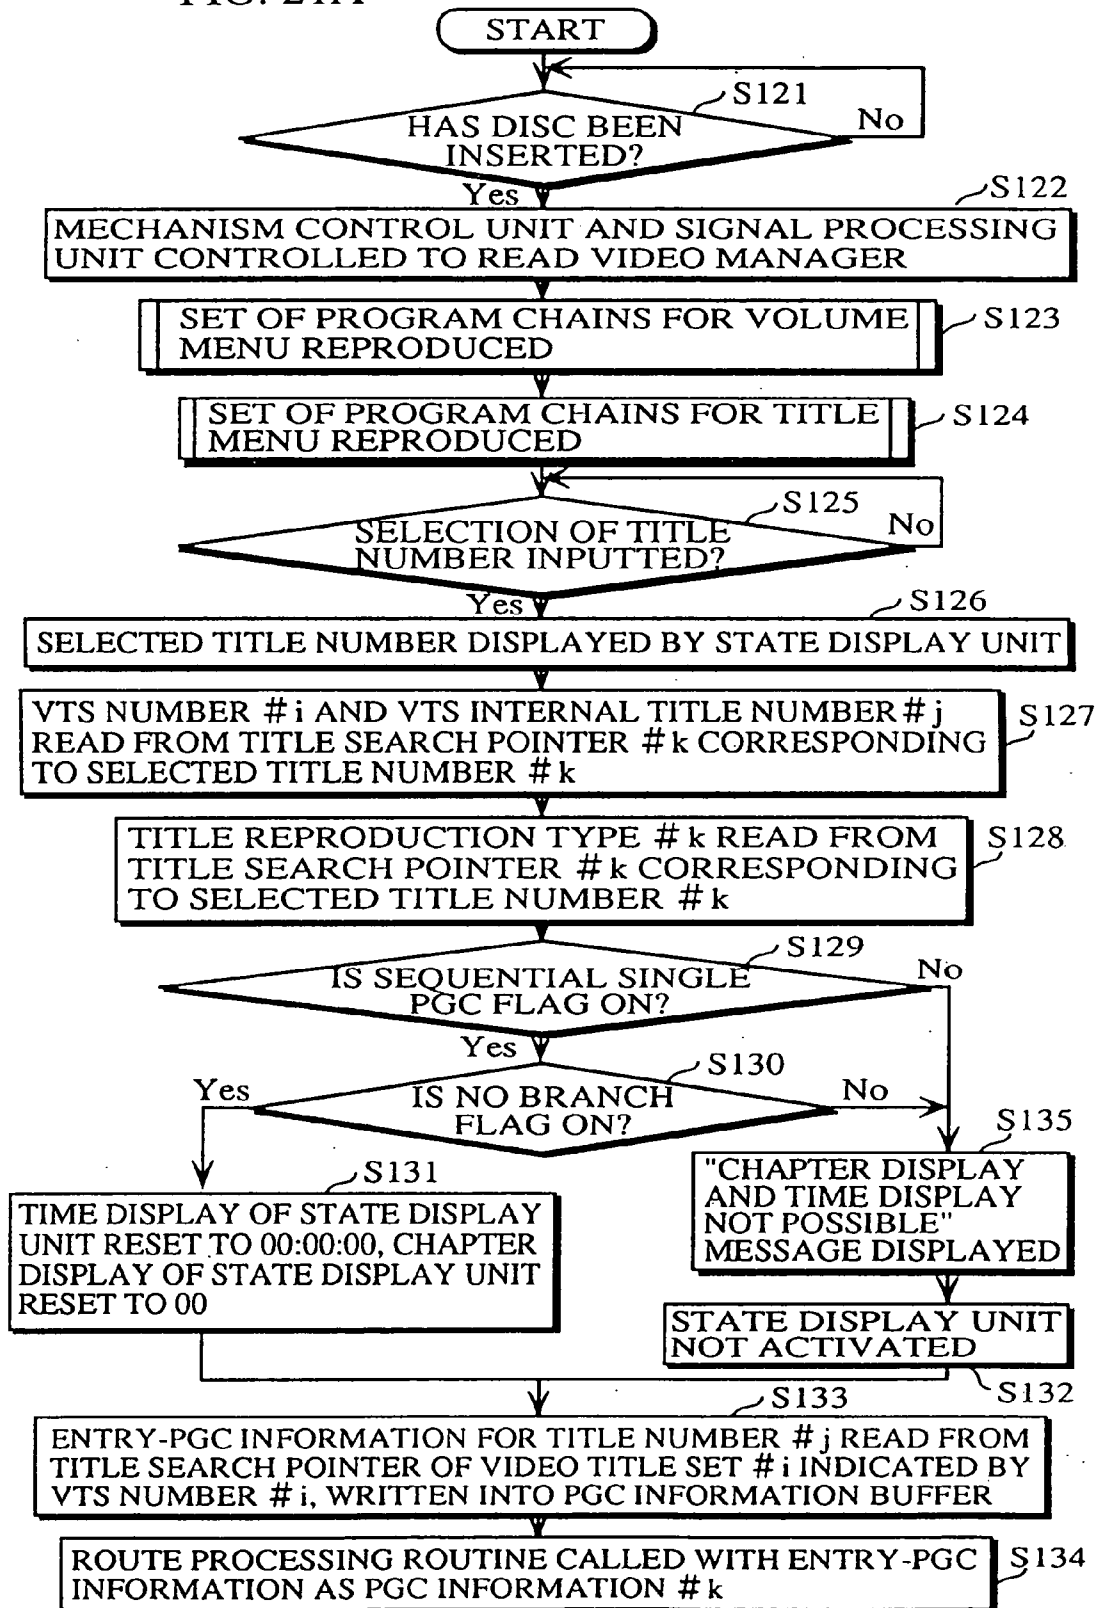 START
S121
HAS DISC BEEN
INSERTED?
No
Yes
S122
MECHANISM CONTROL UNIT AND SIGNAL PROCESSING
UNIT CONTROLLED TO READ VIDEO MANAGER
SET OF PROGRAM CHAINS FOR VOLUME
MENU REPRODUCED
S123
SET OF PROGRAM CHAINS FOR TITLE
MENU REPRODUCED
S124
S125
SELECTION OF TITLE
NUMBER INPUTTED?
No
Yes
S126
SELECTED TITLE NUMBER DISPLAYED BY STATE DISPLAY UNIT
VTS NUMBER #i AND VTS INTERNAL TITLE NUMBER #j
READ FROM TITLE SEARCH POINTER #k CORRESPONDING
TO SELECTED TITLE NUMBER #k
S127
TITLE REPRODUCTION TYPE #k READ FROM
TITLE SEARCH POINTER #k CORRESPONDING
TO SELECTED TITLE NUMBER #k
S128
S129
IS SEQUENTIAL SINGLE
PGC FLAG ON?
No
Yes
S130
IS NO BRANCH
FLAG ON?
Yes
No
S131
TIME DISPLAY OF STATE DISPLAY
UNIT RESET TO 00:00:00, CHAPTER
DISPLAY OF STATE DISPLAY UNIT
RESET TO 00
S135
"CHAPTER DISPLAY
AND TIME DISPLAY
NOT POSSIBLE"
MESSAGE DISPLAYED
STATE DISPLAY UNIT
NOT ACTIVATED
S132
S133
ENTRY-PGC INFORMATION FOR TITLE NUMBER #j READ FROM
TITLE SEARCH POINTER OF VIDEO TITLE SET #i INDICATED BY
VTS NUMBER #i, WRITTEN INTO PGC INFORMATION BUFFER
ROUTE PROCESSING ROUTINE CALLED WITH ENTRY-PGC
INFORMATION AS PGC INFORMATION #k
S134